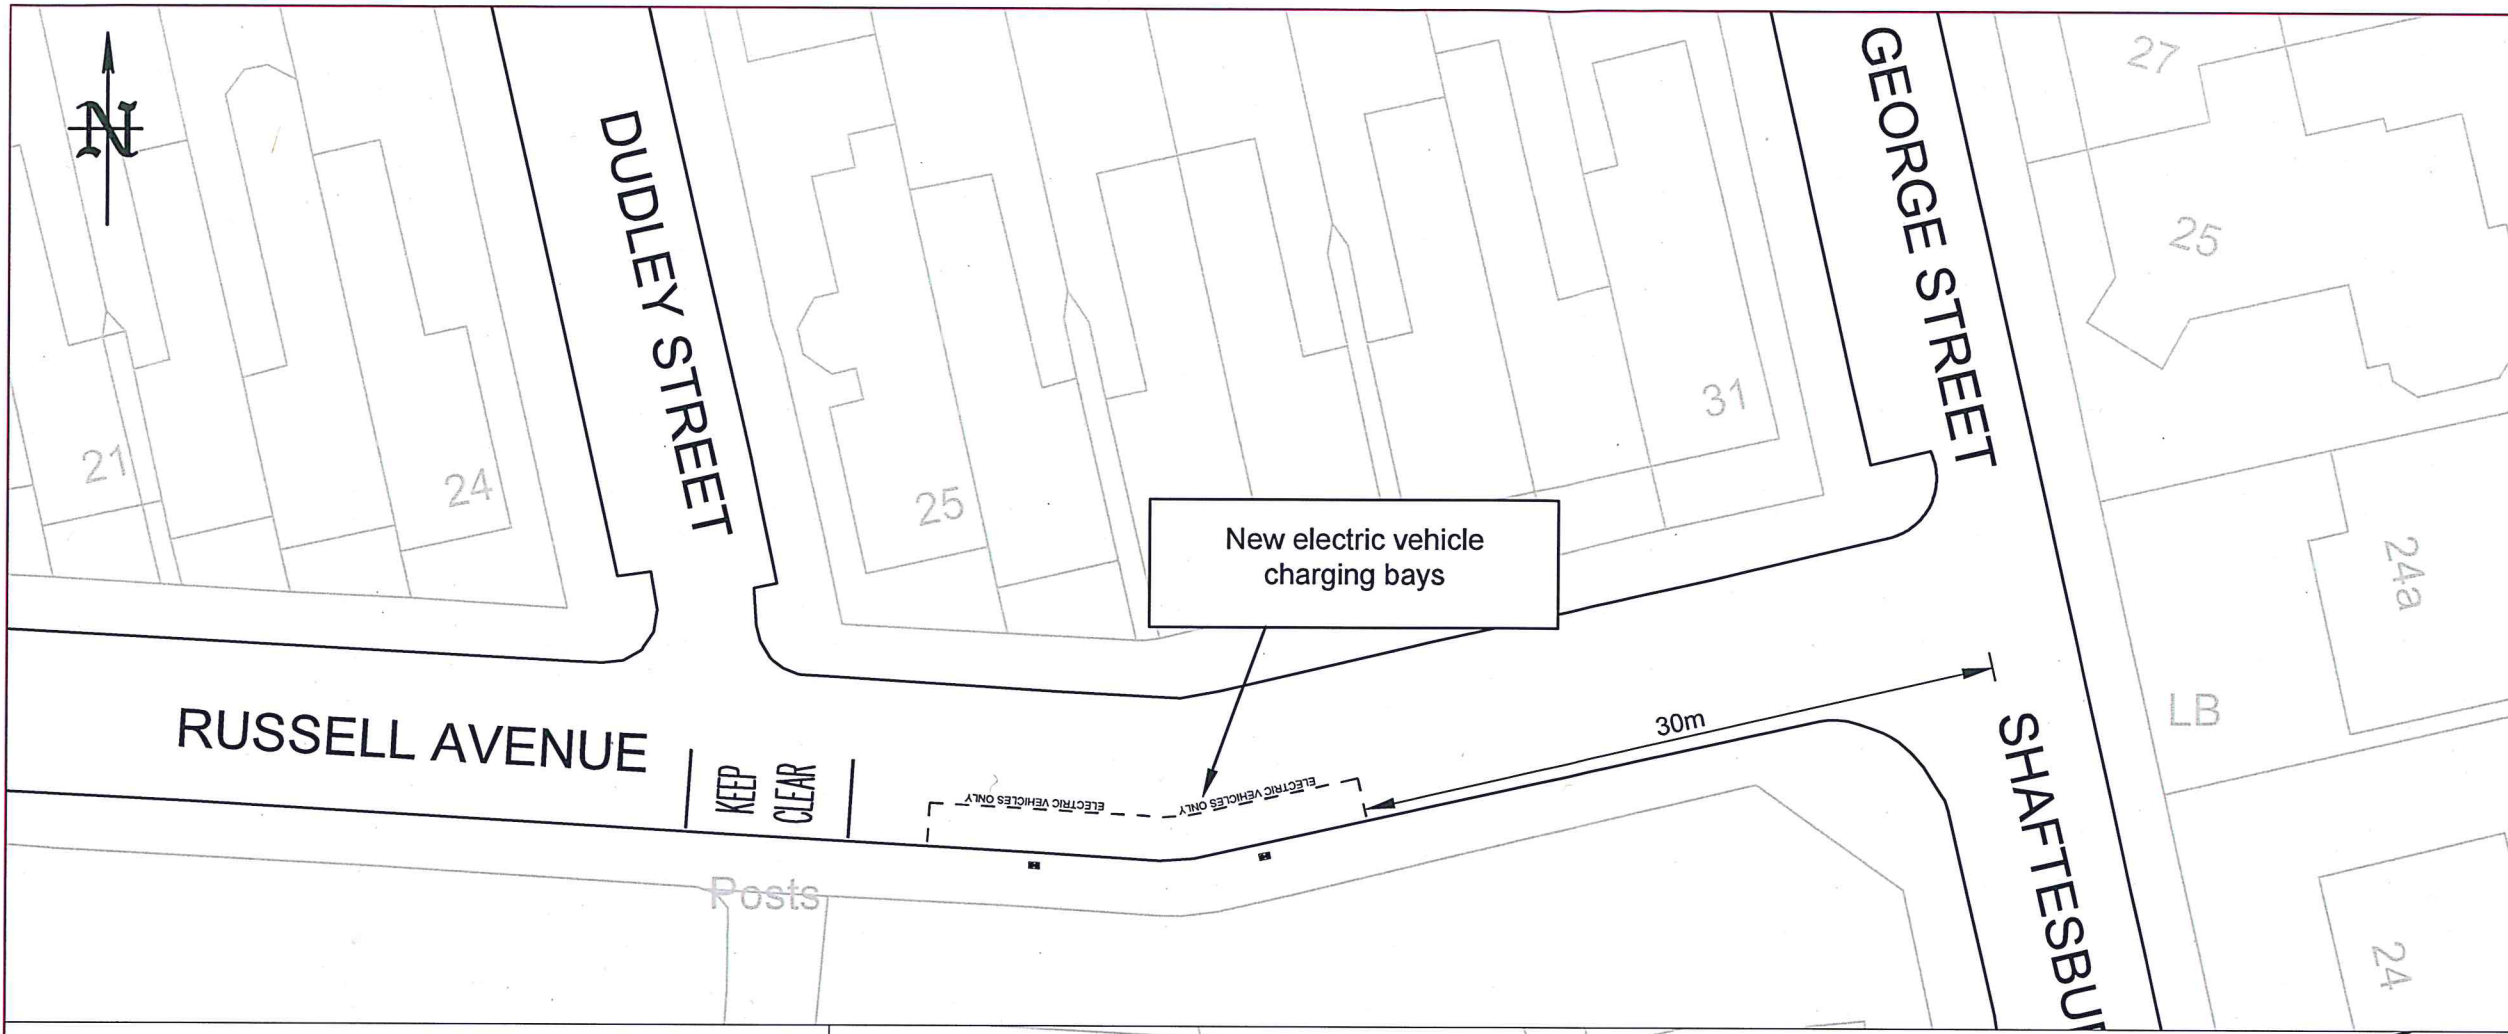 N
DUDLEY STREET
GEORGE STREET
27
25
21
24
25
31
New electric vehicle
charging bays
24a
LB
RUSSELL AVENUE
KEEP
CLEAR
ELECTRIC VEHICLES ONLY
ELECTRIC VEHICLES ONLY
30m
Posts
SHAFTESBU
24